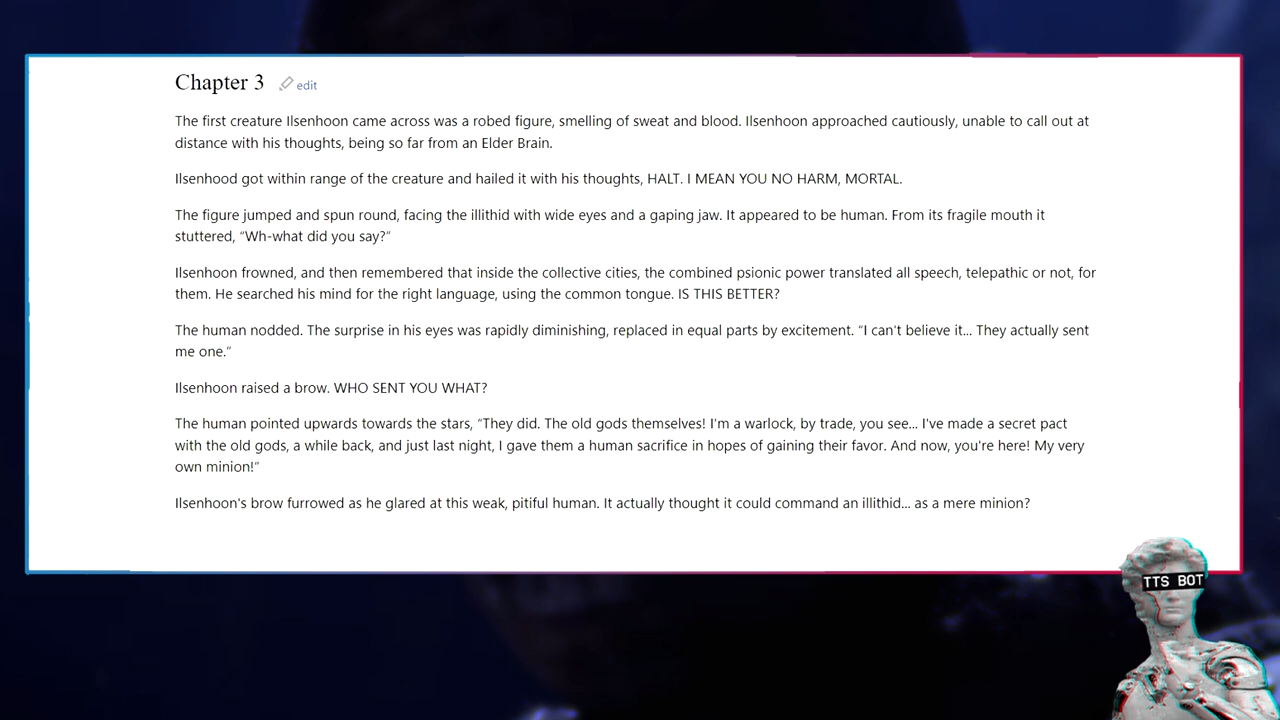 Chapter 3 edit
The first creature Ilsenhoon came across was a robed figure, smelling of sweat and blood. Ilsenhoon approached cautiously, unable to call out at
distance with his thoughts, being so far from an Elder Brain.
Ilsenhood got within range of the creature and hailed it with his thoughts, HALT. I MEAN YOU NO HARM, MORTAL.
The figure jumped and spun round, facing the illithid with wide eyes and a gaping jaw. It appeared to be human. From its fragile mouth it
stuttered, “Wh-what did you say?”
Ilsenhoon frowned, and then remembered that inside the collective cities, the combined psionic power translated all speech, telepathic or not, for
them. He searched his mind for the right language, using the common tongue. IS THIS BETTER?
The human nodded. The surprise in his eyes was rapidly diminishing, replaced in equal parts by excitement. “I can't believe it... They actually sent
me one.”
Ilsenhoon raised a brow. WHO SENT YOU WHAT?
The human pointed upwards towards the stars, “They did. The old gods themselves! I'm a warlock, by trade, you see... I've made a secret pact
with the old gods, a while back, and just last night, I gave them a human sacrifice in hopes of gaining their favor. And now, you're here! My very
own minion!”
Ilsenhoon's brow furrowed as he glared at this weak, pitiful human. It actually thought it could command an illithid... as a mere minion?
TTS BOT